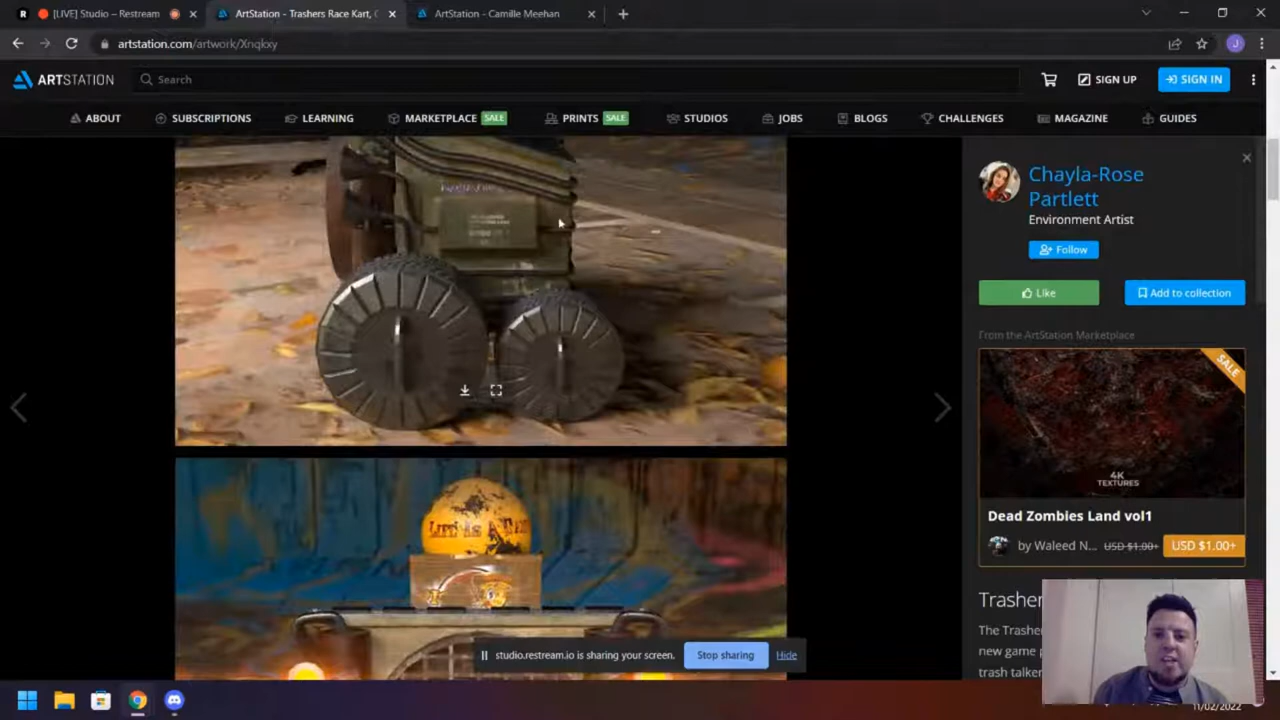 [LIVE] Studio – Restream
ArtStation - Trashers Race Kart, C
ArtStation - Camille Meehan
artstation.com/artwork/Xnqkxy
J
ARTSTATION
Search
SIGN UP
SIGN IN
ABOUT
SUBSCRIPTIONS
LEARNING
MARKETPLACE SALE
PRINTS SALE
STUDIOS
JOBS
BLOGS
CHALLENGES
MAGAZINE
GUIDES
Chayla-Rose
Partlett
Environment Artist
Follow
Like
Add to collection
From the ArtStation Marketplace
SALE
4K
TEXTURES
Dead Zombies Land vol1
by Waleed N... USD $1.00+ USD $1.00+
Trasher
The Trashe
new game p
trash talker
LIFE IS A
studio.restream.io is sharing your screen.
Stop sharing
Hide
11/02/2022